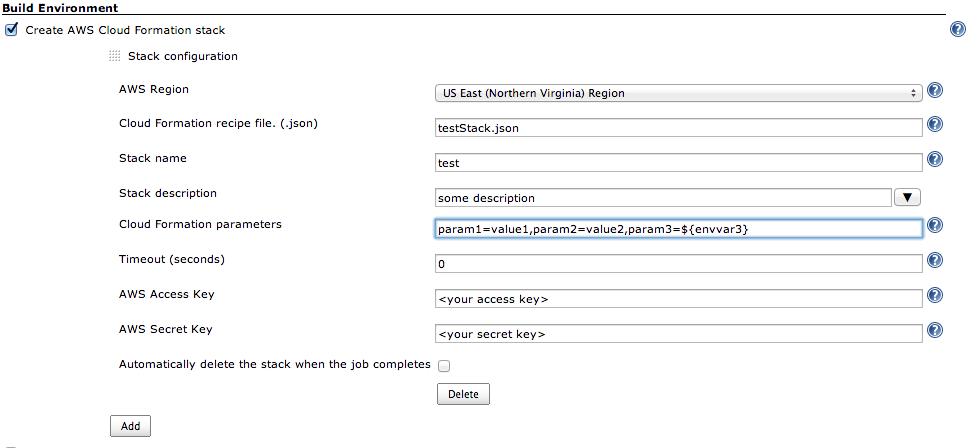 Build Environment
Create AWS Cloud Formation stack
Stack configuration
AWS Region
US East (Northern Virginia) Region
Cloud Formation recipe file. (.json)
testStack.json
Stack name
test
Stack description
some description
Cloud Formation parameters
param1=value1,param2=value2,param3=${envvar3}
Timeout (seconds)
0
AWS Access Key
<your access key>
AWS Secret Key
<your secret key>
Automatically delete the stack when the job completes
Delete
Add